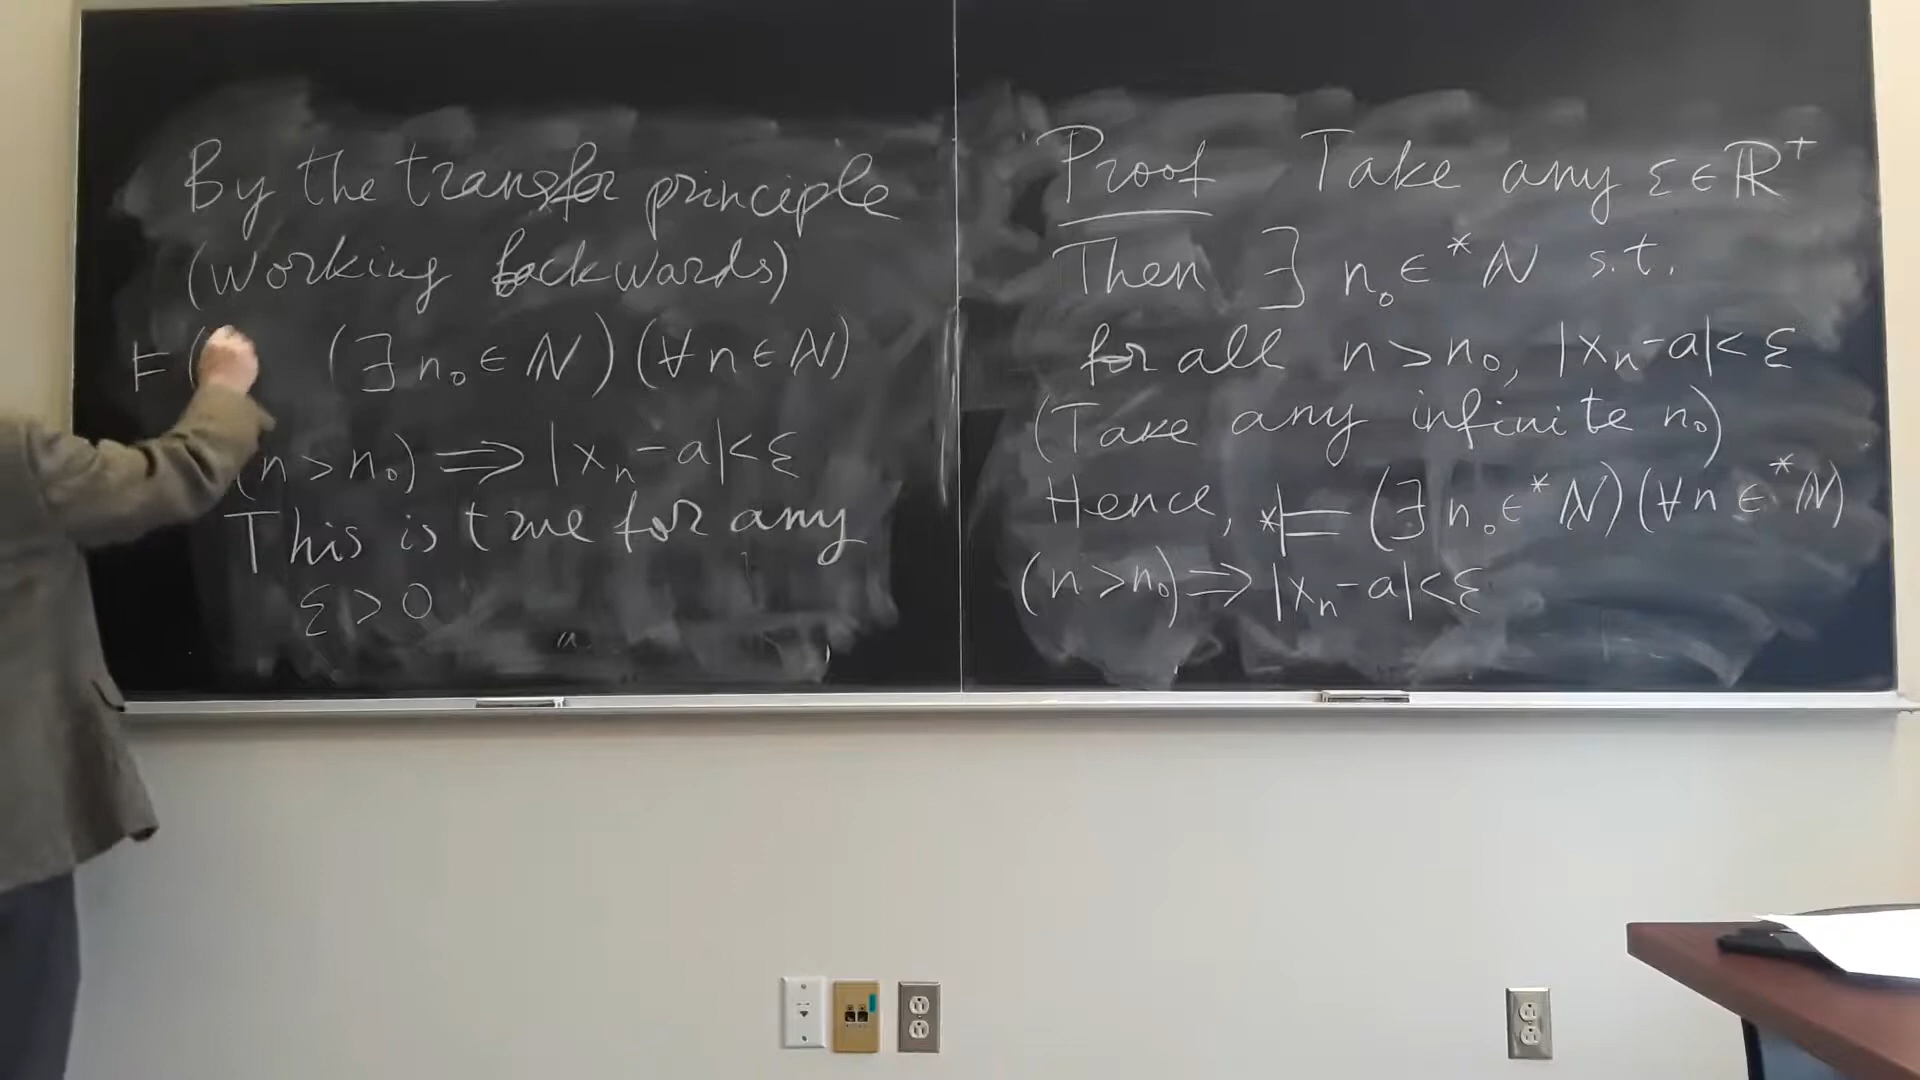 By the transfer principle
(Working backwards)
⊨ ( (∃ n₀ ∈ ℕ) (∀ n ∈ ℕ)
(n > n₀) ⟹ |xₙ - a| < ε
This is true for any
ε > 0
Proof Take any ε ∈ ℝ⁺
Then ∃ n₀ ∈ *ℕ s.t.
for all n > n₀, |xₙ - a| < ε
(Take any infinite n₀)
Hence, *⊨ (∃ n₀ ∈ *ℕ) (∀ n ∈ *ℕ)
(n > n₀) ⟹ |xₙ - a| < ε